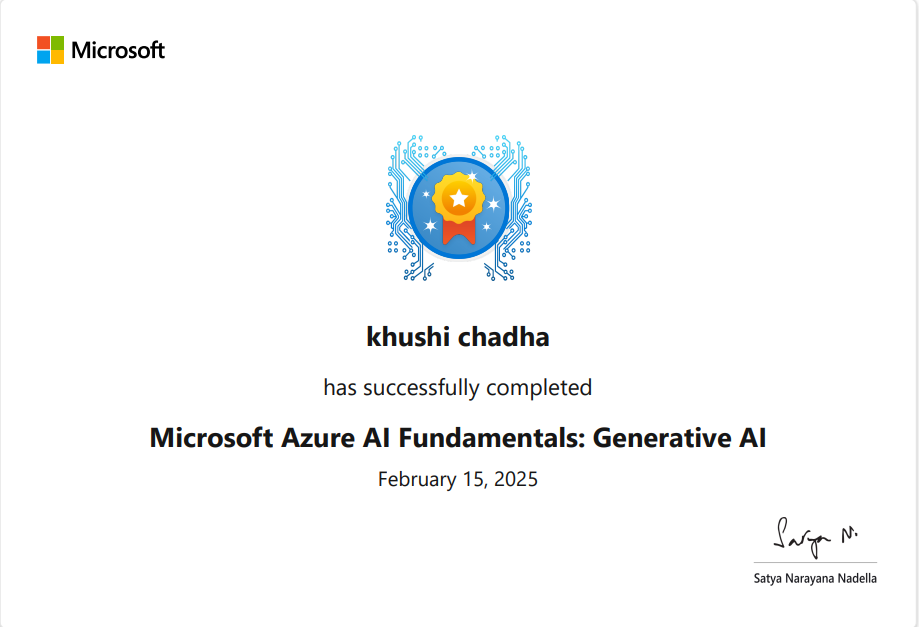 Microsoft
khushi chadha
has successfully completed
Microsoft Azure AI Fundamentals: Generative AI
February 15, 2025
Satya N.
Satya Narayana Nadella